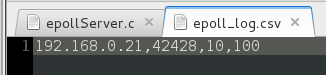 epollServer.c epoll_log.csv
1 192.168.0.21,42428,10,100